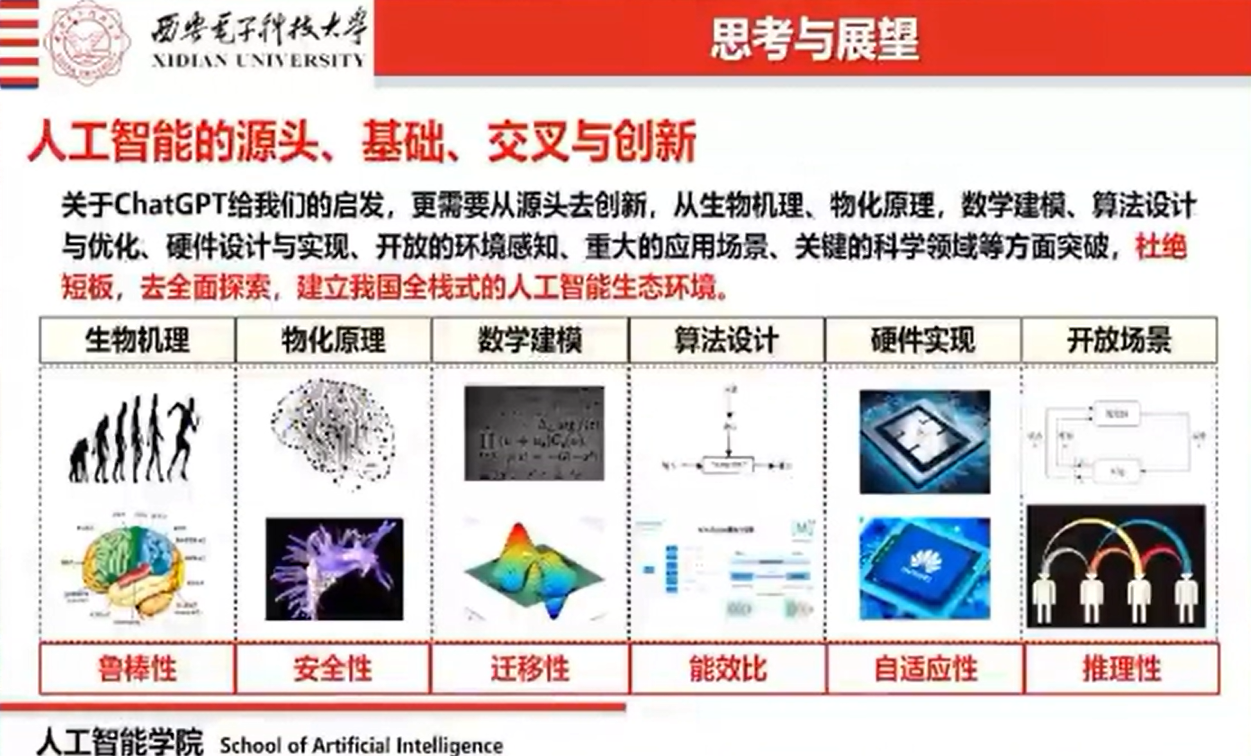 西安电子科技大学
XIDIAN UNIVERSITY
思考与展望
人工智能的源头、基础、交叉与创新
关于ChatGPT给我们的启发，更需要从源头去创新，从生物机理、物化原理，数学建模、算法设计
与优化、硬件设计与实现、开放的环境感知、重大的应用场景、关键的科学领域等方面突破，杜绝
短板，去全面探索，建立我国全栈式的人工智能生态环境。
生物机理 物化原理 数学建模 算法设计 硬件实现 开放场景
鲁棒性 安全性 迁移性 能效比 自适应性 推理性
人工智能学院 School of Artificial Intelligence